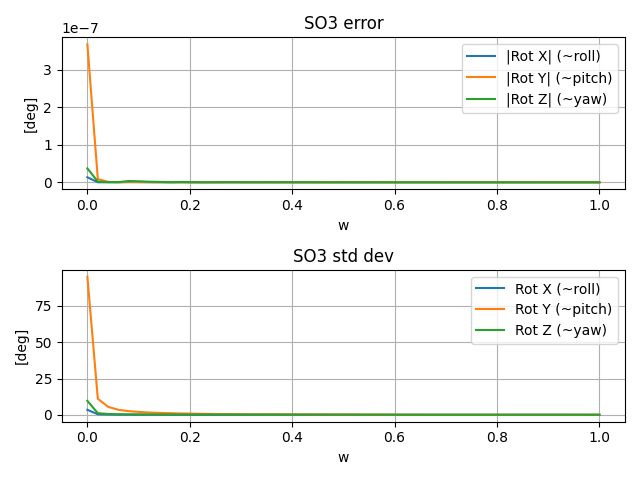 SO3 error
1e−7
|Rot X| (~roll)
|Rot Y| (~pitch)
|Rot Z| (~yaw)
[deg]
3
2
1
0
0.0 0.2 0.4 0.6 0.8 1.0
w
SO3 std dev
Rot X (~roll)
Rot Y (~pitch)
Rot Z (~yaw)
[deg]
75
50
25
0
0.0 0.2 0.4 0.6 0.8 1.0
w